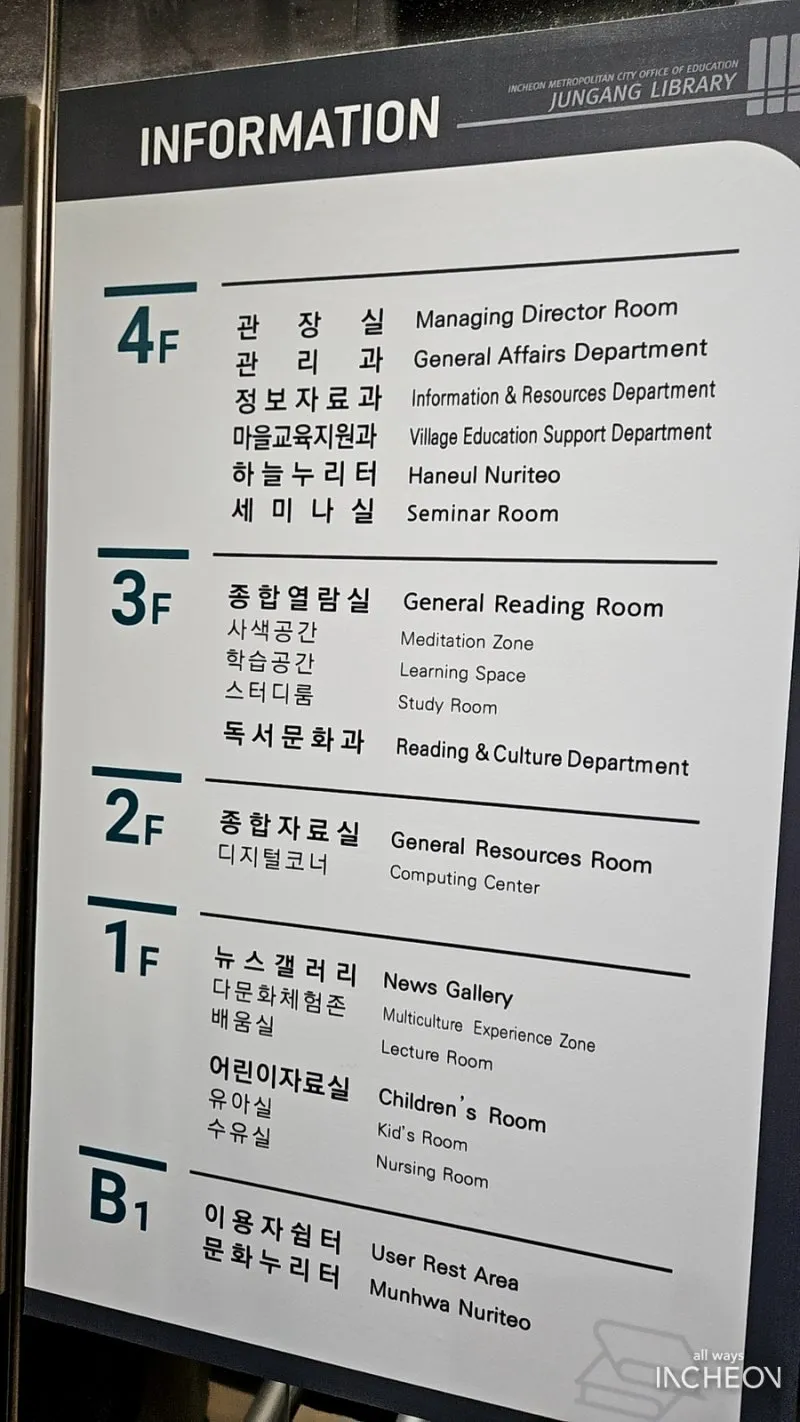 INCHEON METROPOLITAN CITY OFFICE OF EDUCATION
JUNGANG LIBRARY
INFORMATION
4F
관장실 Managing Director Room
관리과 General Affairs Department
정보자료과 Information & Resources Department
마을교육지원과 Village Education Support Department
하늘누리터 Haneul Nuriteo
세미나실 Seminar Room
3F
종합열람실 General Reading Room
사색공간 Meditation Zone
학습공간 Learning Space
스터디룸 Study Room
독서문화과 Reading & Culture Department
2F
종합자료실 General Resources Room
디지털코너 Computing Center
1F
뉴스갤러리 News Gallery
다문화체험존 Multiculture Experience Zone
배움실 Lecture Room
어린이자료실 Children's Room
유아실 Kid's Room
수유실 Nursing Room
B1
이용자쉼터 User Rest Area
문화누리터 Munhwa Nuriteo
all ways
INCHEON